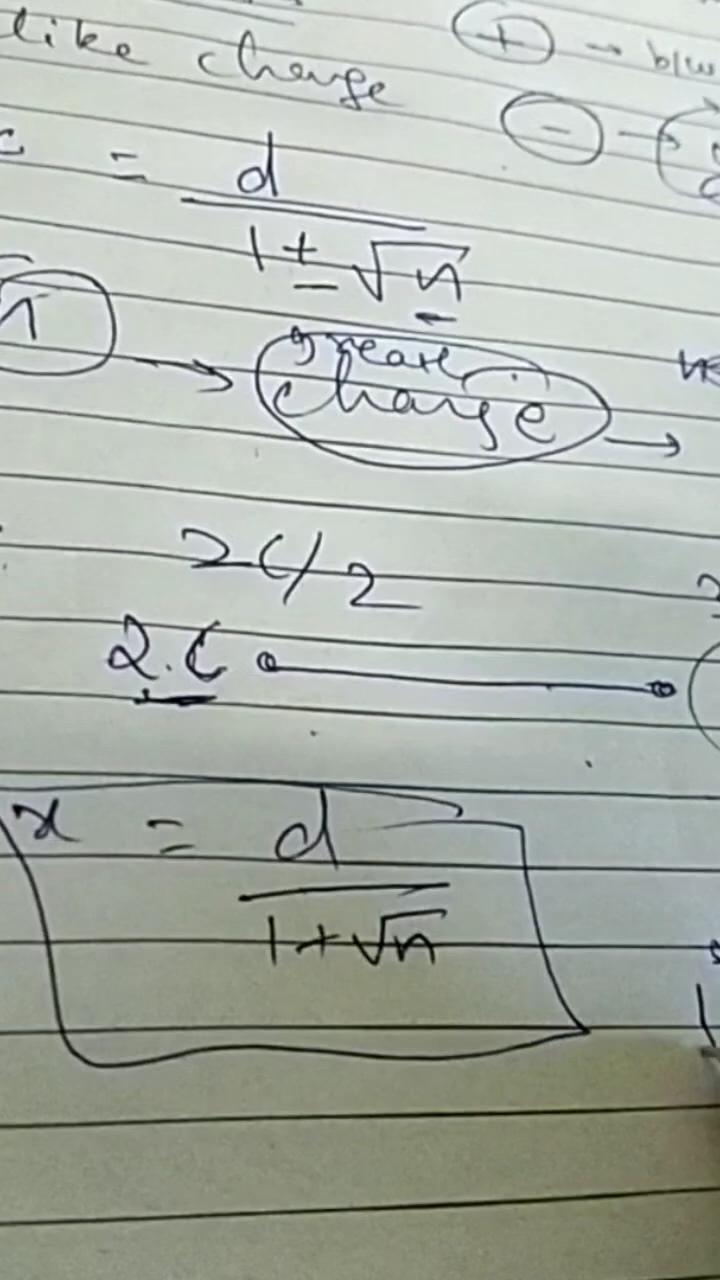 like charge
+ → b/w
- →
= d / 1 ± √n
n → greater charge →
2C/2
2.C
x = d / 1+√n